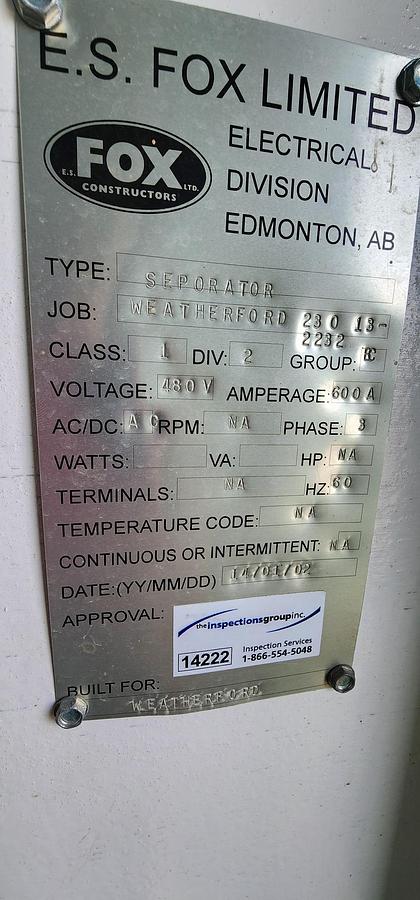 E.S. FOX LIMITED
E.S. FOX LTD.
CONSTRUCTORS
ELECTRICAL
DIVISION
EDMONTON, AB
TYPE: SEPORATOR
JOB: WEATHERFORD 230 13-
2232
CLASS: 1 DIV: 2 GROUP:
VOLTAGE: 480V AMPERAGE: 600A
AC/DC: AC RPM: NA PHASE: 3
WATTS: VA: HP: NA
TERMINALS: NA HZ: 60
TEMPERATURE CODE: NA
CONTINUOUS OR INTERMITTENT: NA
DATE:(YY/MM/DD) 14/01/02
APPROVAL:
theinspectionsgroupinc.
14222 Inspection Services
1-866-554-5048
BUILT FOR:
WEATHERFORD